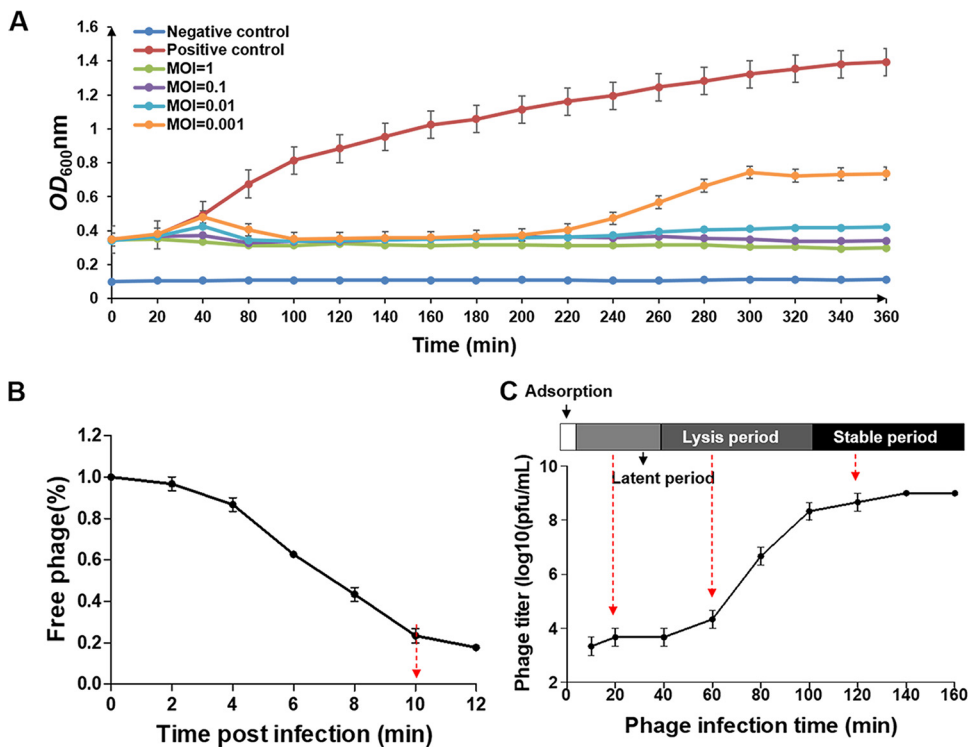 A
Negative control
Positive control
MOI=1
MOI=0.1
MOI=0.01
MOI=0.001
OD600nm
1.6
1.4
1.2
1
0.8
0.6
0.4
0.2
0
0 20 40 60 80 100 120 140 160 180 200 220 240 260 280 300 320 340 360
Time (min)
B
Free phage(%)
1.2
1.0
0.8
0.6
0.4
0.2
0.0
0 2 4 6 8 10 12
Time post infection (min)
C
Adsorption
Lysis period
Stable period
Latent period
Phage titer (log10(pfu/mL)
10
8
6
4
2
0 20 40 60 80 100 120 140 160
Phage infection time (min)